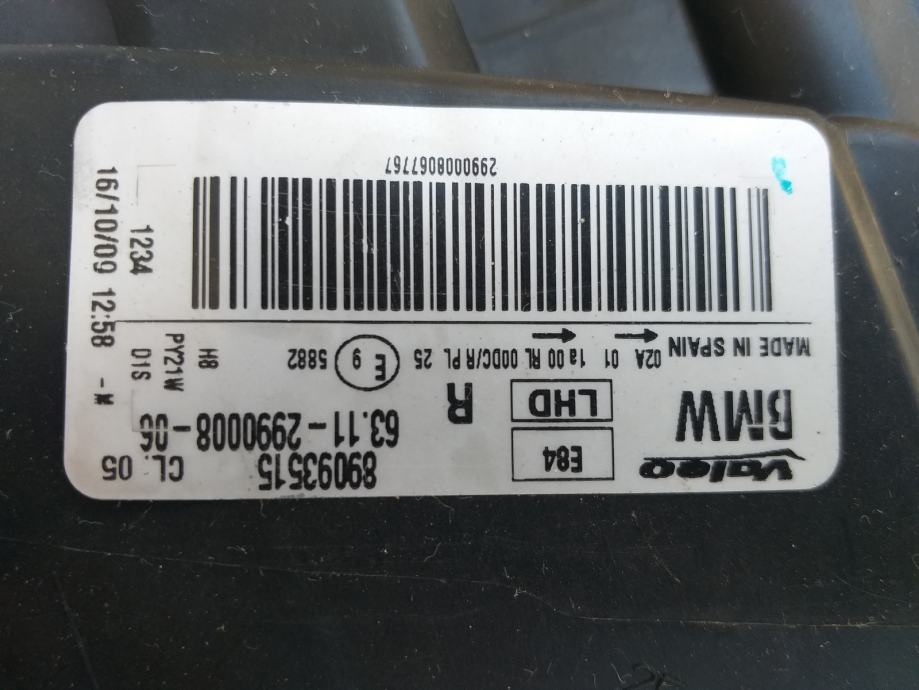 Valeo
E84
89093515
CL. 05
BMW
LHD
R
63.11-2990008-06
MADE IN SPAIN
02A 01 1a 00 RL 00DC/R PL 25
E 9
5882
H8
PY21W
D1S
2990008067767
1234
16/10/09 12:58